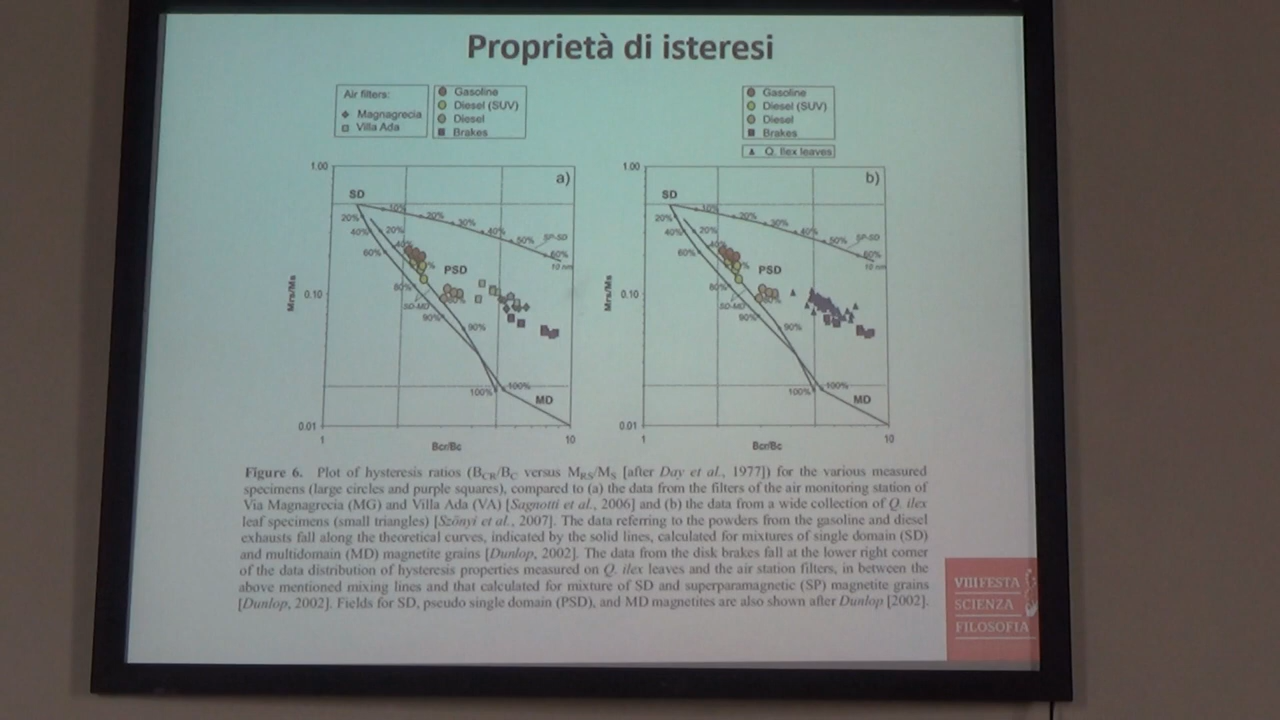 Proprietà di isteresi
Air filters:
Magnagrecia
Villa Ada
Gasoline
Diesel (SUV)
Diesel
Brakes
Gasoline
Diesel (SUV)
Diesel
Brakes
Q. Ilex leaves
1.00
a)
SD
10%
20%
30%
40%
50%
60%
SP-SD
10 nm
20%
40%
60%
20%
40%
PSD
80%
SD-MD
90%
90%
100%
100%
MD
0.10
0.01
Mrs/Ms
1
10
Bcr/Bc
1.00
b)
SD
10%
20%
30%
40%
50%
60%
SP-SD
10 nm
20%
40%
60%
20%
40%
PSD
80%
SD-MD
90%
90%
100%
100%
MD
0.10
0.01
Mrs/Ms
1
10
Bcr/Bc
Figure 6. Plot of hysteresis ratios (BCR/BC versus MRS/MS [after Day et al., 1977]) for the various measured
specimens (large circles and purple squares), compared to (a) the data from the filters of the air monitoring station of
Via Magnagrecia (MG) and Villa Ada (VA) [Sagnotti et al., 2006] and (b) the data from a wide collection of Q. ilex
leaf specimens (small triangles) [Szönyi et al., 2007]. The data referring to the powders from the gasoline and diesel
exhausts fall along the theoretical curves, indicated by the solid lines, calculated for mixtures of single domain (SD)
and multidomain (MD) magnetite grains [Dunlop, 2002]. The data from the disk brakes fall at the lower right corner
of the data distribution of hysteresis properties measured on Q. ilex leaves and the air station filters, in between the
above mentioned mixing lines and that calculated for mixture of SD and superparamagnetic (SP) magnetite grains
[Dunlop, 2002]. Fields for SD, pseudo single domain (PSD), and MD magnetites are also shown after Dunlop [2002].
VIII FESTA
SCIENZA
FILOSOFIA